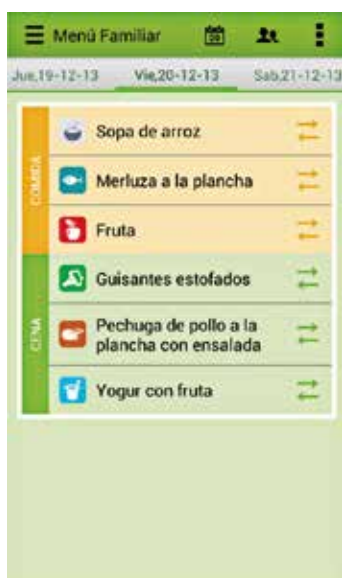 Menú Familiar
Jue,19-12-13 Vie,20-12-13 Sab,21-12-13
COMIDA
Sopa de arroz
Merluza a la plancha
Fruta
CENA
Guisantes estofados
Pechuga de pollo a la
plancha con ensalada
Yogur con fruta